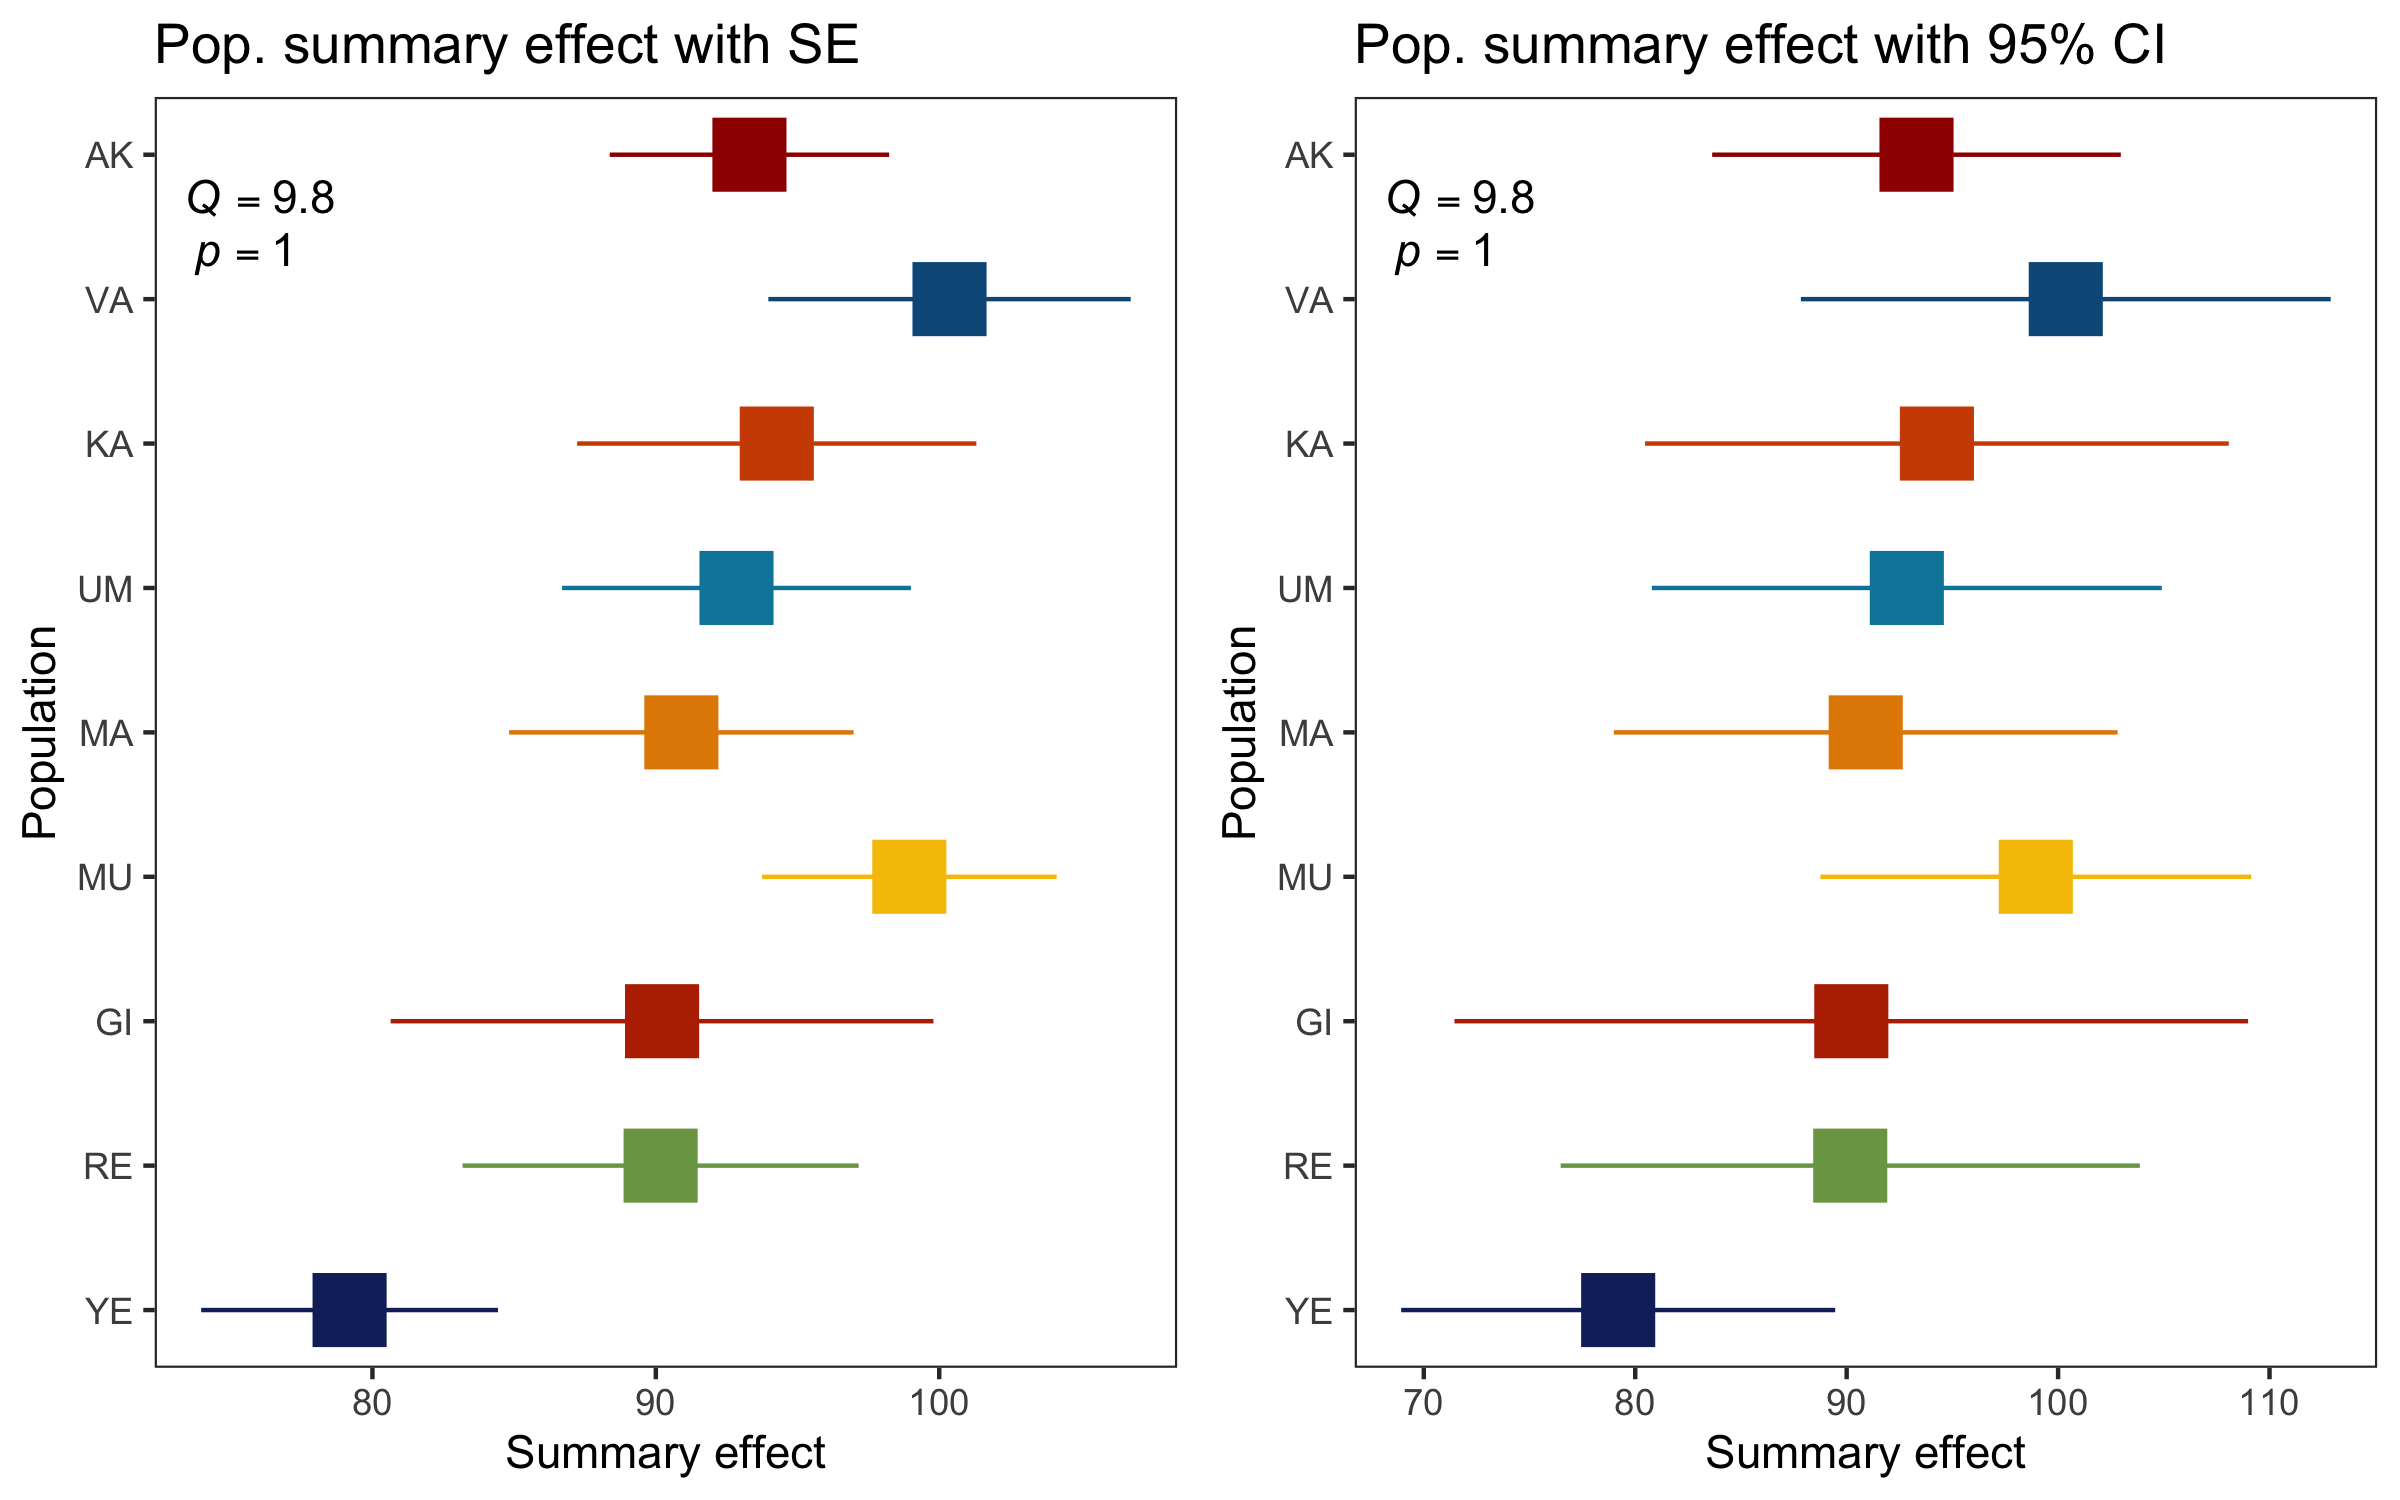 Pop. summary effect with SE
AK
VA
KA
UM
MA
MU
GI
RE
YE
Q = 9.8
p = 1
Population
80 90 100
Summary effect
Pop. summary effect with 95% CI
AK
VA
KA
UM
MA
MU
GI
RE
YE
Q = 9.8
p = 1
Population
70 80 90 100 110
Summary effect